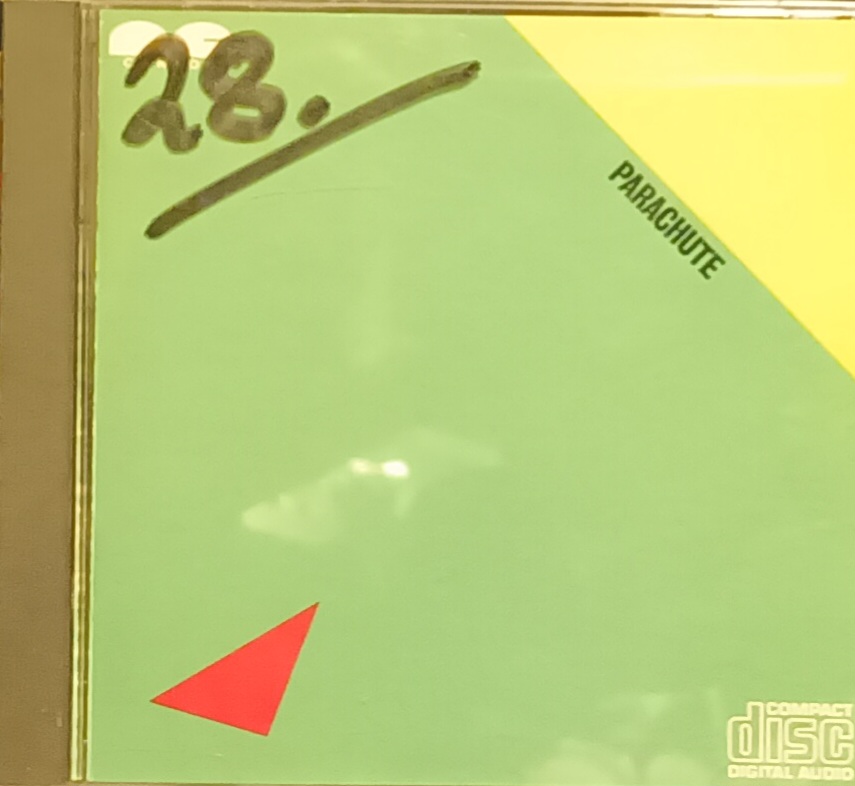 28.
PARACHUTE
COMPACT
disc
DIGITAL AUDIO